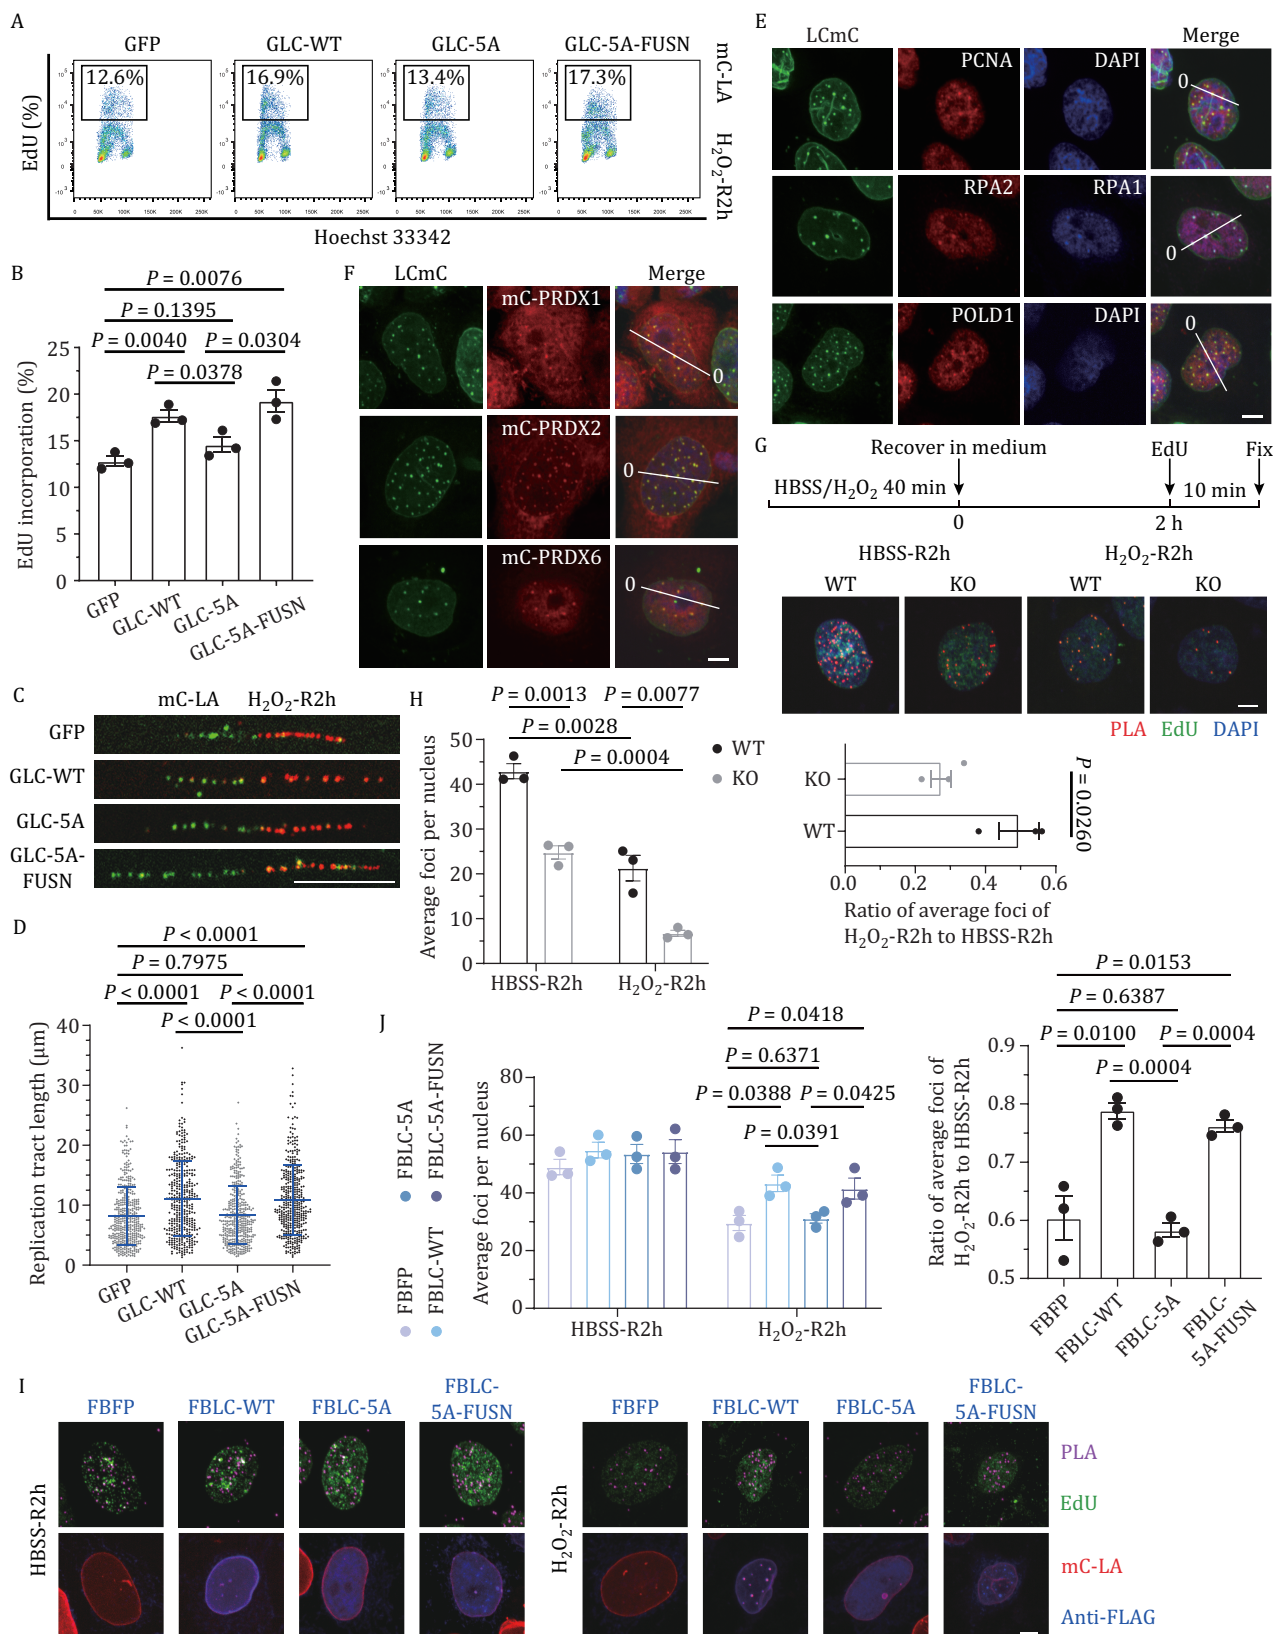 A
GFP
GLC-WT
GLC-5A
GLC-5A-FUSN
12.6%
16.9%
13.4%
17.3%
EdU (%)
Hoechst 33342
mC-LA
H₂O₂-R2h
B
P = 0.0076
P = 0.1395
P = 0.0040
P = 0.0304
P = 0.0378
EdU incorporation (%)
25
20
15
10
5
0
GFP
GLC-WT
GLC-5A
GLC-5A-FUSN
C
mC-LA
H₂O₂-R2h
GFP
GLC-WT
GLC-5A
GLC-5A-
FUSN
D
P < 0.0001
P = 0.7975
P < 0.0001
P < 0.0001
P < 0.0001
Replication tract length (μm)
40
30
20
10
0
GFP
GLC-WT
GLC-5A
GLC-5A-FUSN
E
LCmC
Merge
PCNA
DAPI
0
RPA2
RPA1
0
POLD1
DAPI
0
F
LCmC
Merge
mC-PRDX1
0
mC-PRDX2
0
mC-PRDX6
0
G
Recover in medium
EdU
Fix
HBSS/H₂O₂ 40 min
10 min
0
2 h
HBSS-R2h
H₂O₂-R2h
WT
KO
WT
KO
PLA
EdU
DAPI
H
P = 0.0013
P = 0.0077
P = 0.0028
P = 0.0004
Average foci per nucleus
50
40
30
20
10
0
HBSS-R2h
H₂O₂-R2h
WT
KO
KO
WT
P = 0.0260
0.0
0.2
0.4
0.6
Ratio of average foci of
H₂O₂-R2h to HBSS-R2h
J
FBFP
FBLC-WT
FBLC-5A
FBLC-5A-FUSN
P = 0.0418
P = 0.6371
P = 0.0388
P = 0.0425
P = 0.0391
Average foci per nucleus
80
60
40
20
0
HBSS-R2h
H₂O₂-R2h
P = 0.0153
P = 0.6387
P = 0.0100
P = 0.0004
P = 0.0004
Ratio of average foci of
H₂O₂-R2h to HBSS-R2h
0.9
0.8
0.7
0.6
0.5
FBFP
FBLC-WT
FBLC-5A
FBLC-
5A-FUSN
I
FBFP
FBLC-WT
FBLC-5A
FBLC-
5A-FUSN
FBFP
FBLC-WT
FBLC-5A
FBLC-
5A-FUSN
HBSS-R2h
H₂O₂-R2h
PLA
EdU
mC-LA
Anti-FLAG